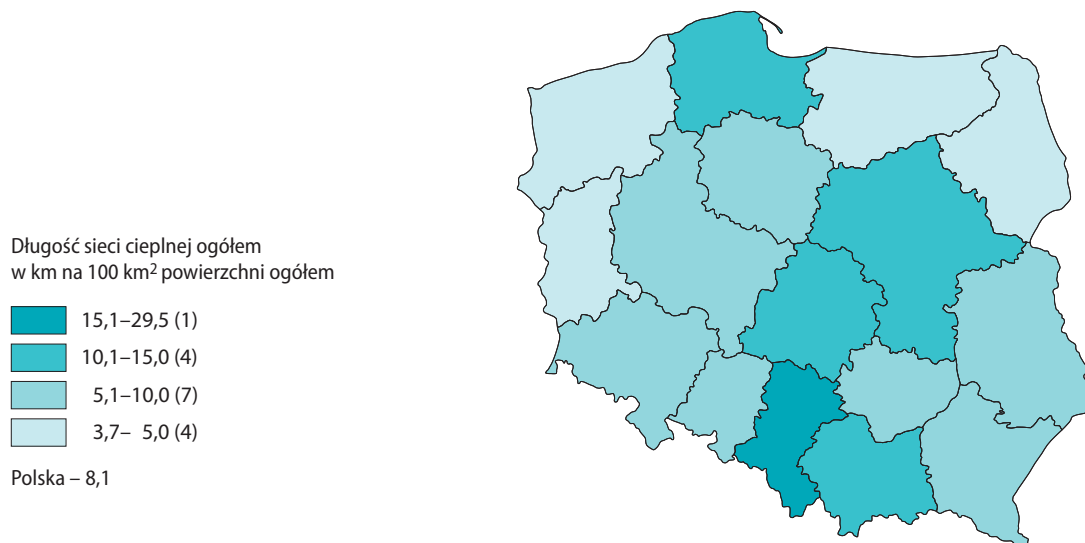 Długość sieci cieplnej ogółem
w km na 100 km² powierzchni ogółem
15,1–29,5 (1)
10,1–15,0 (4)
5,1–10,0 (7)
3,7– 5,0 (4)
Polska – 8,1